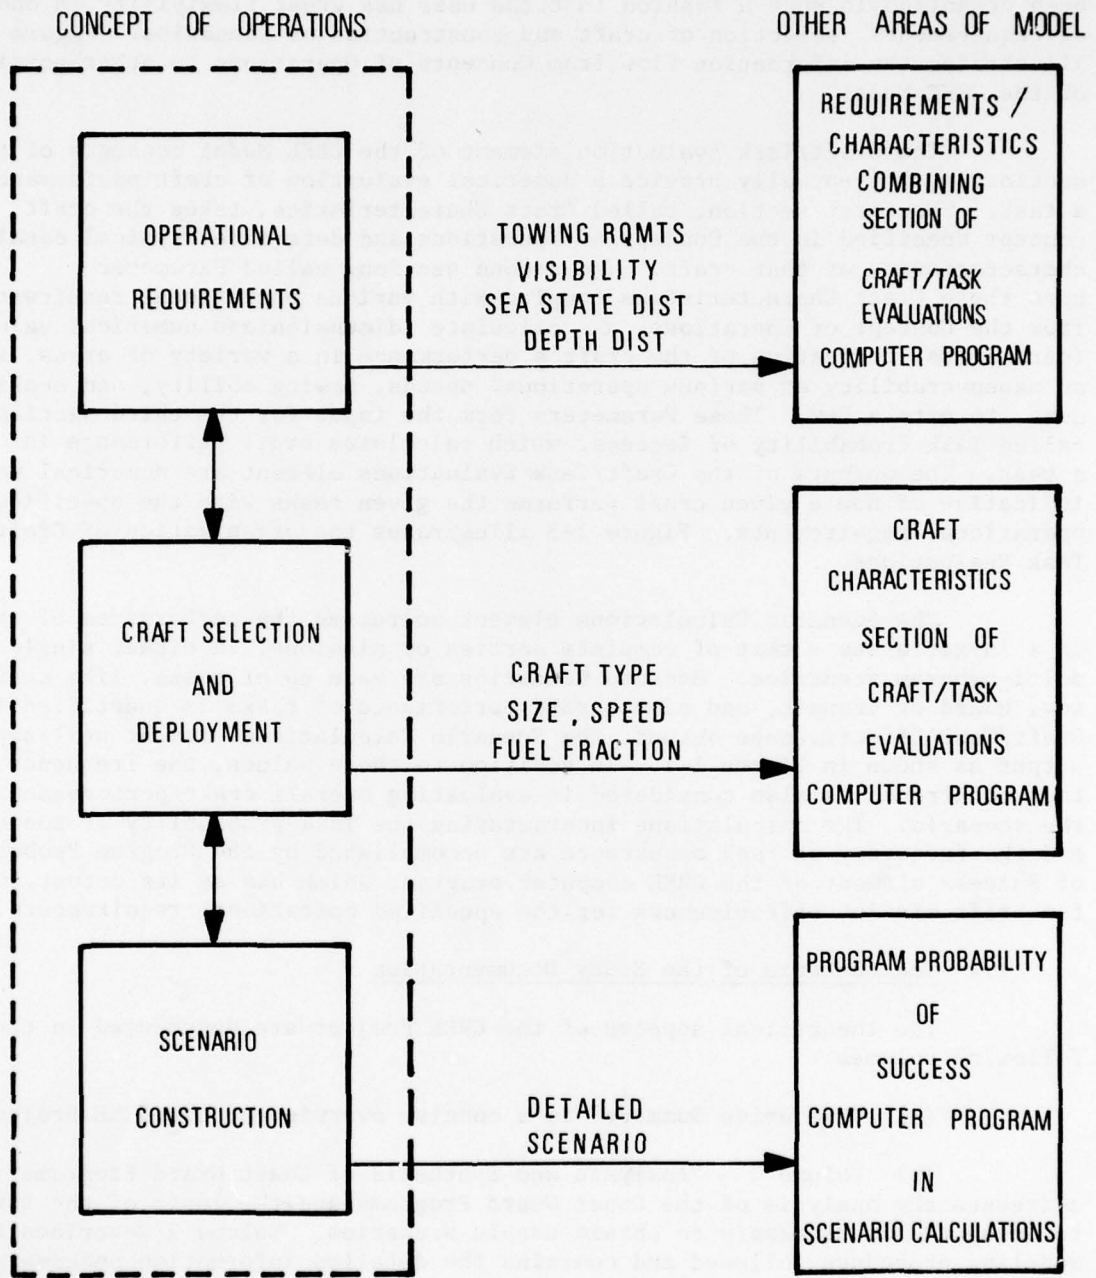 CONCEPT OF OPERATIONS
OTHER AREAS OF MODEL
OPERATIONAL
REQUIREMENTS
TOWING RQMTS
VISIBILITY
SEA STATE DIST
DEPTH DIST
REQUIREMENTS/
CHARACTERISTICS
COMBINING
SECTION OF
CRAFT/TASK
EVALUATIONS
COMPUTER PROGRAM
CRAFT SELECTION
AND
DEPLOYMENT
CRAFT TYPE
SIZE, SPEED
FUEL FRACTION
CRAFT
CHARACTERISTICS
SECTION OF
CRAFT/TASK
EVALUATIONS
COMPUTER PROGRAM
SCENARIO
CONSTRUCTION
DETAILED
SCENARIO
PROGRAM PROBABILITY
OF
SUCCESS
COMPUTER PROGRAM
IN
SCENARIO CALCULATIONS